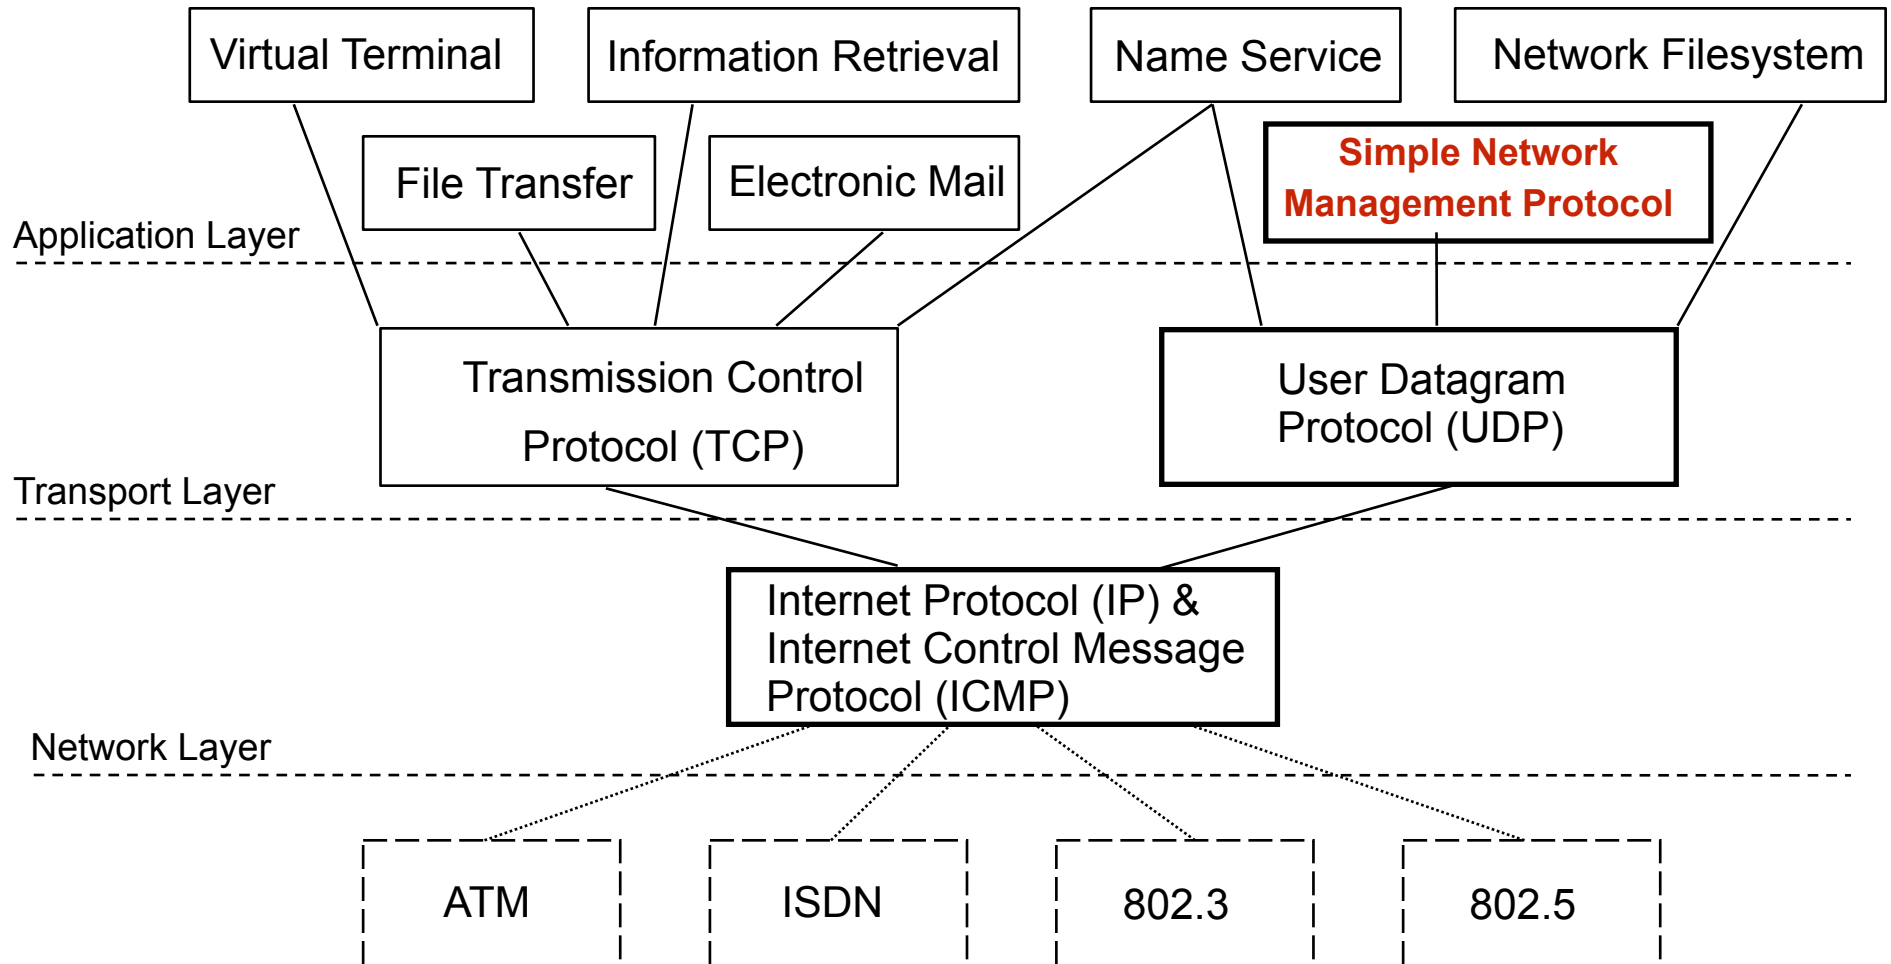 Virtual Terminal
Information Retrieval
Name Service
Network Filesystem
File Transfer
Electronic Mail
Simple Network
Management Protocol
Application Layer
Transmission Control
Protocol (TCP)
User Datagram
Protocol (UDP)
Transport Layer
Internet Protocol (IP) &
Internet Control Message
Protocol (ICMP)
Network Layer
ATM
ISDN
802.3
802.5